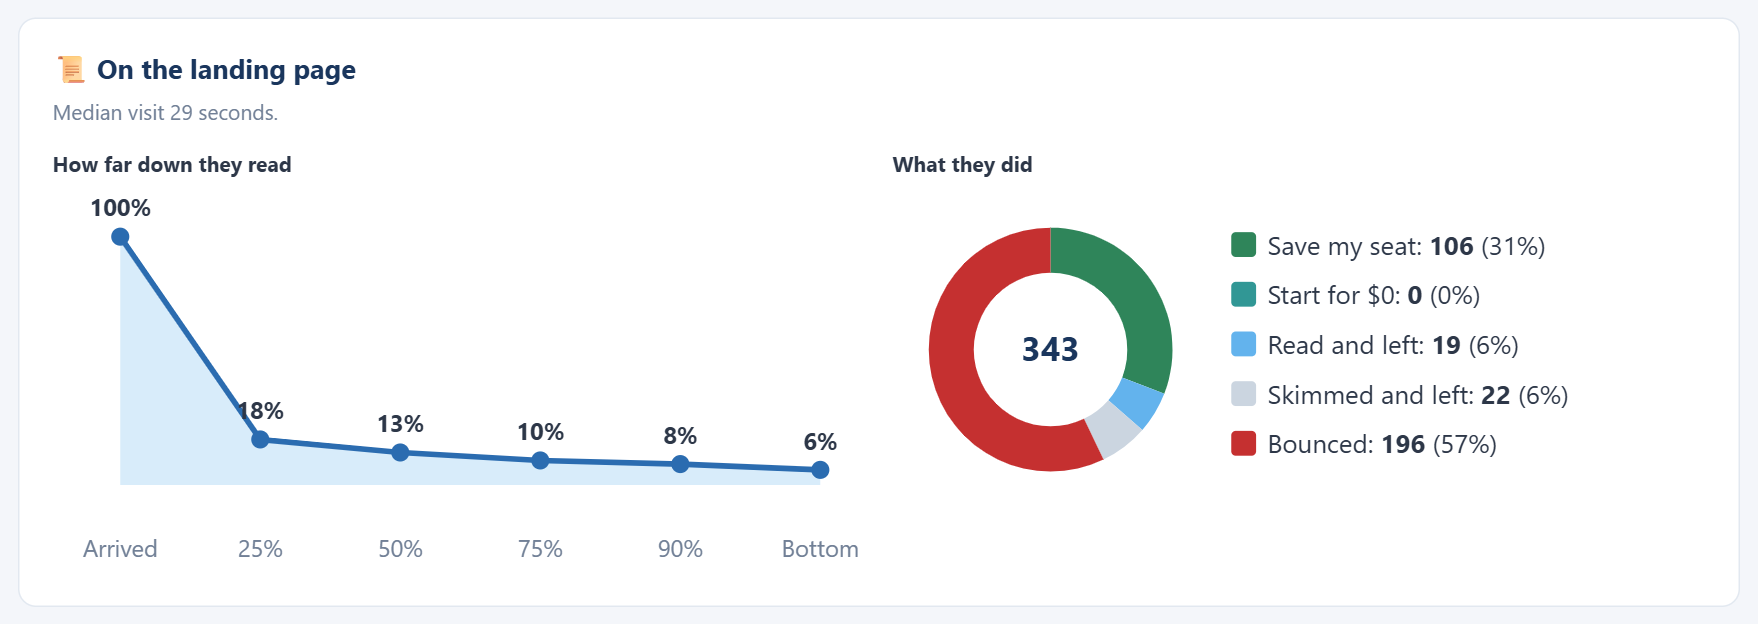 On the landing page
Median visit 29 seconds.
How far down they read
100%
18%
13%
10%
8%
6%
Arrived
25%
50%
75%
90%
Bottom
What they did
343
Save my seat: 106 (31%)
Start for $0: 0 (0%)
Read and left: 19 (6%)
Skimmed and left: 22 (6%)
Bounced: 196 (57%)